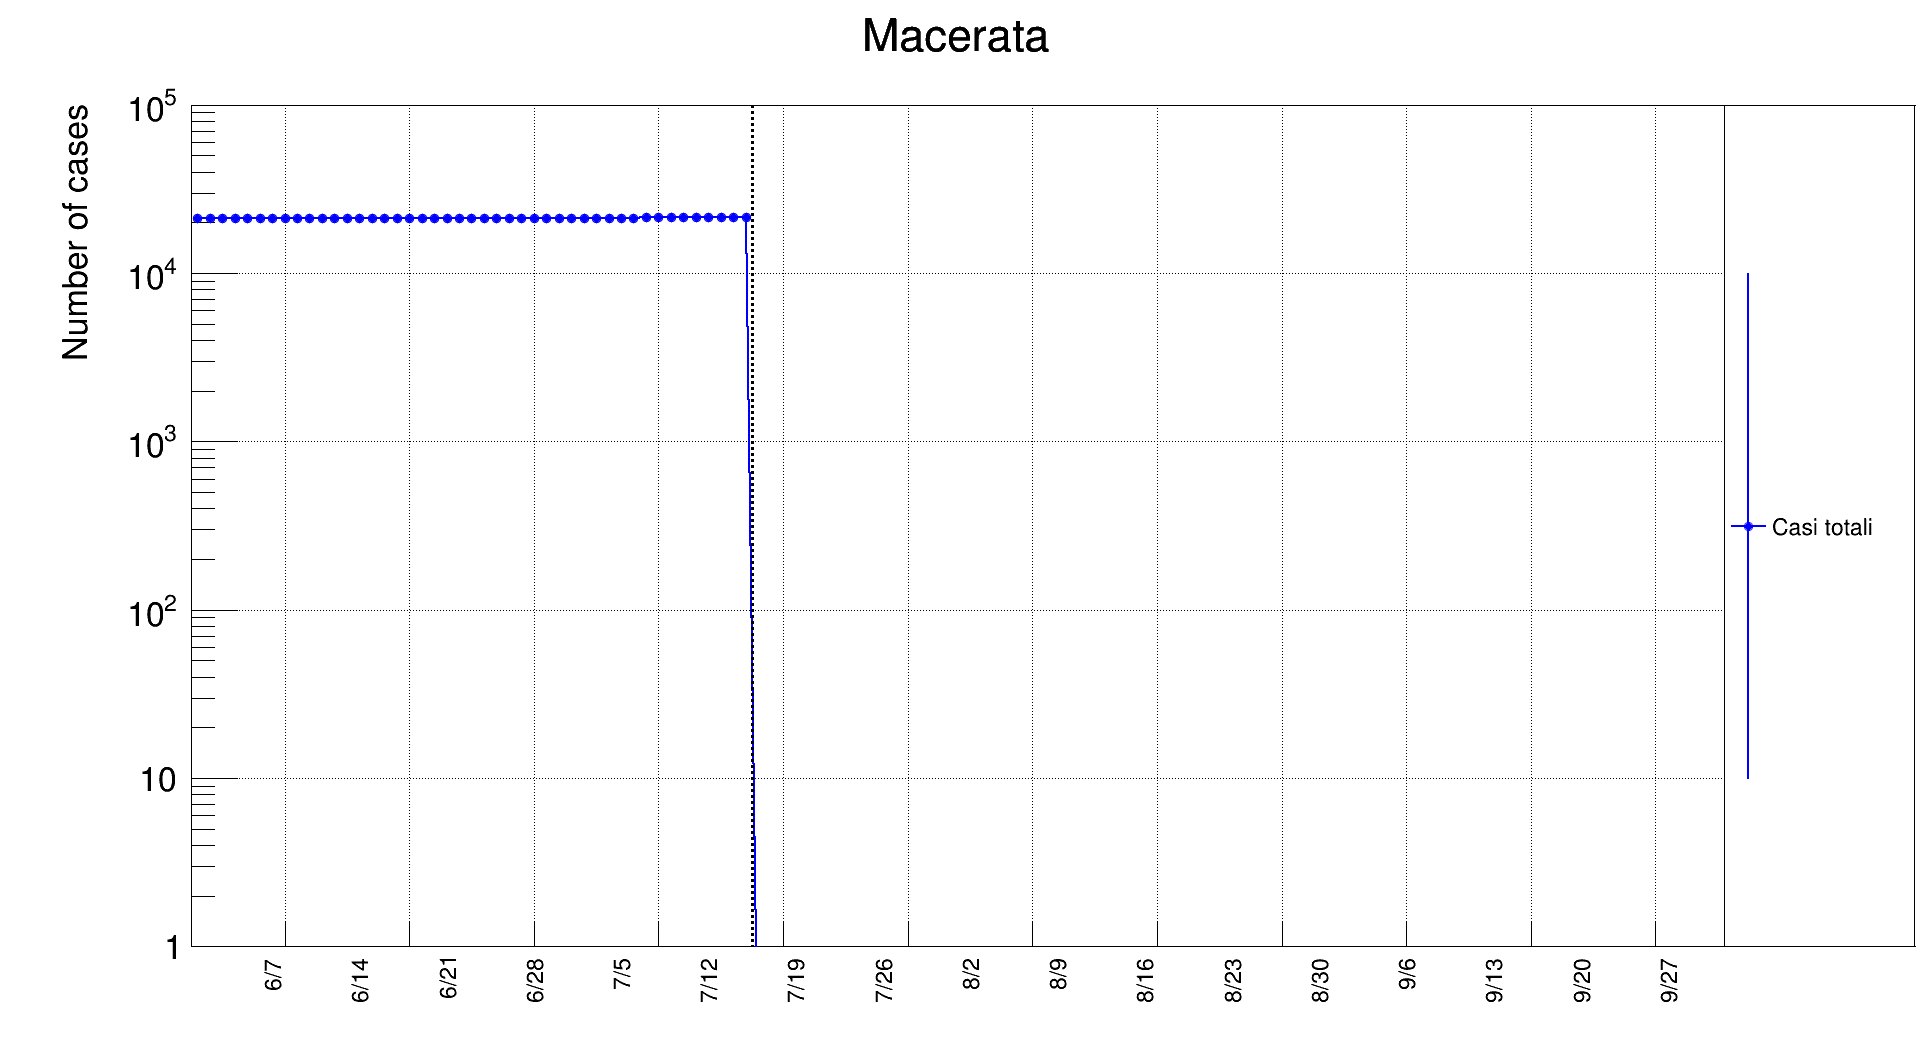 Macerata
Number of cases
10^5
10^4
10^3
10^2
10
1
6/7 6/14 6/21 6/28 7/5 7/12 7/19 7/26 8/2 8/9 8/16 8/23 8/30 9/6 9/13 9/20 9/27
Casi totali